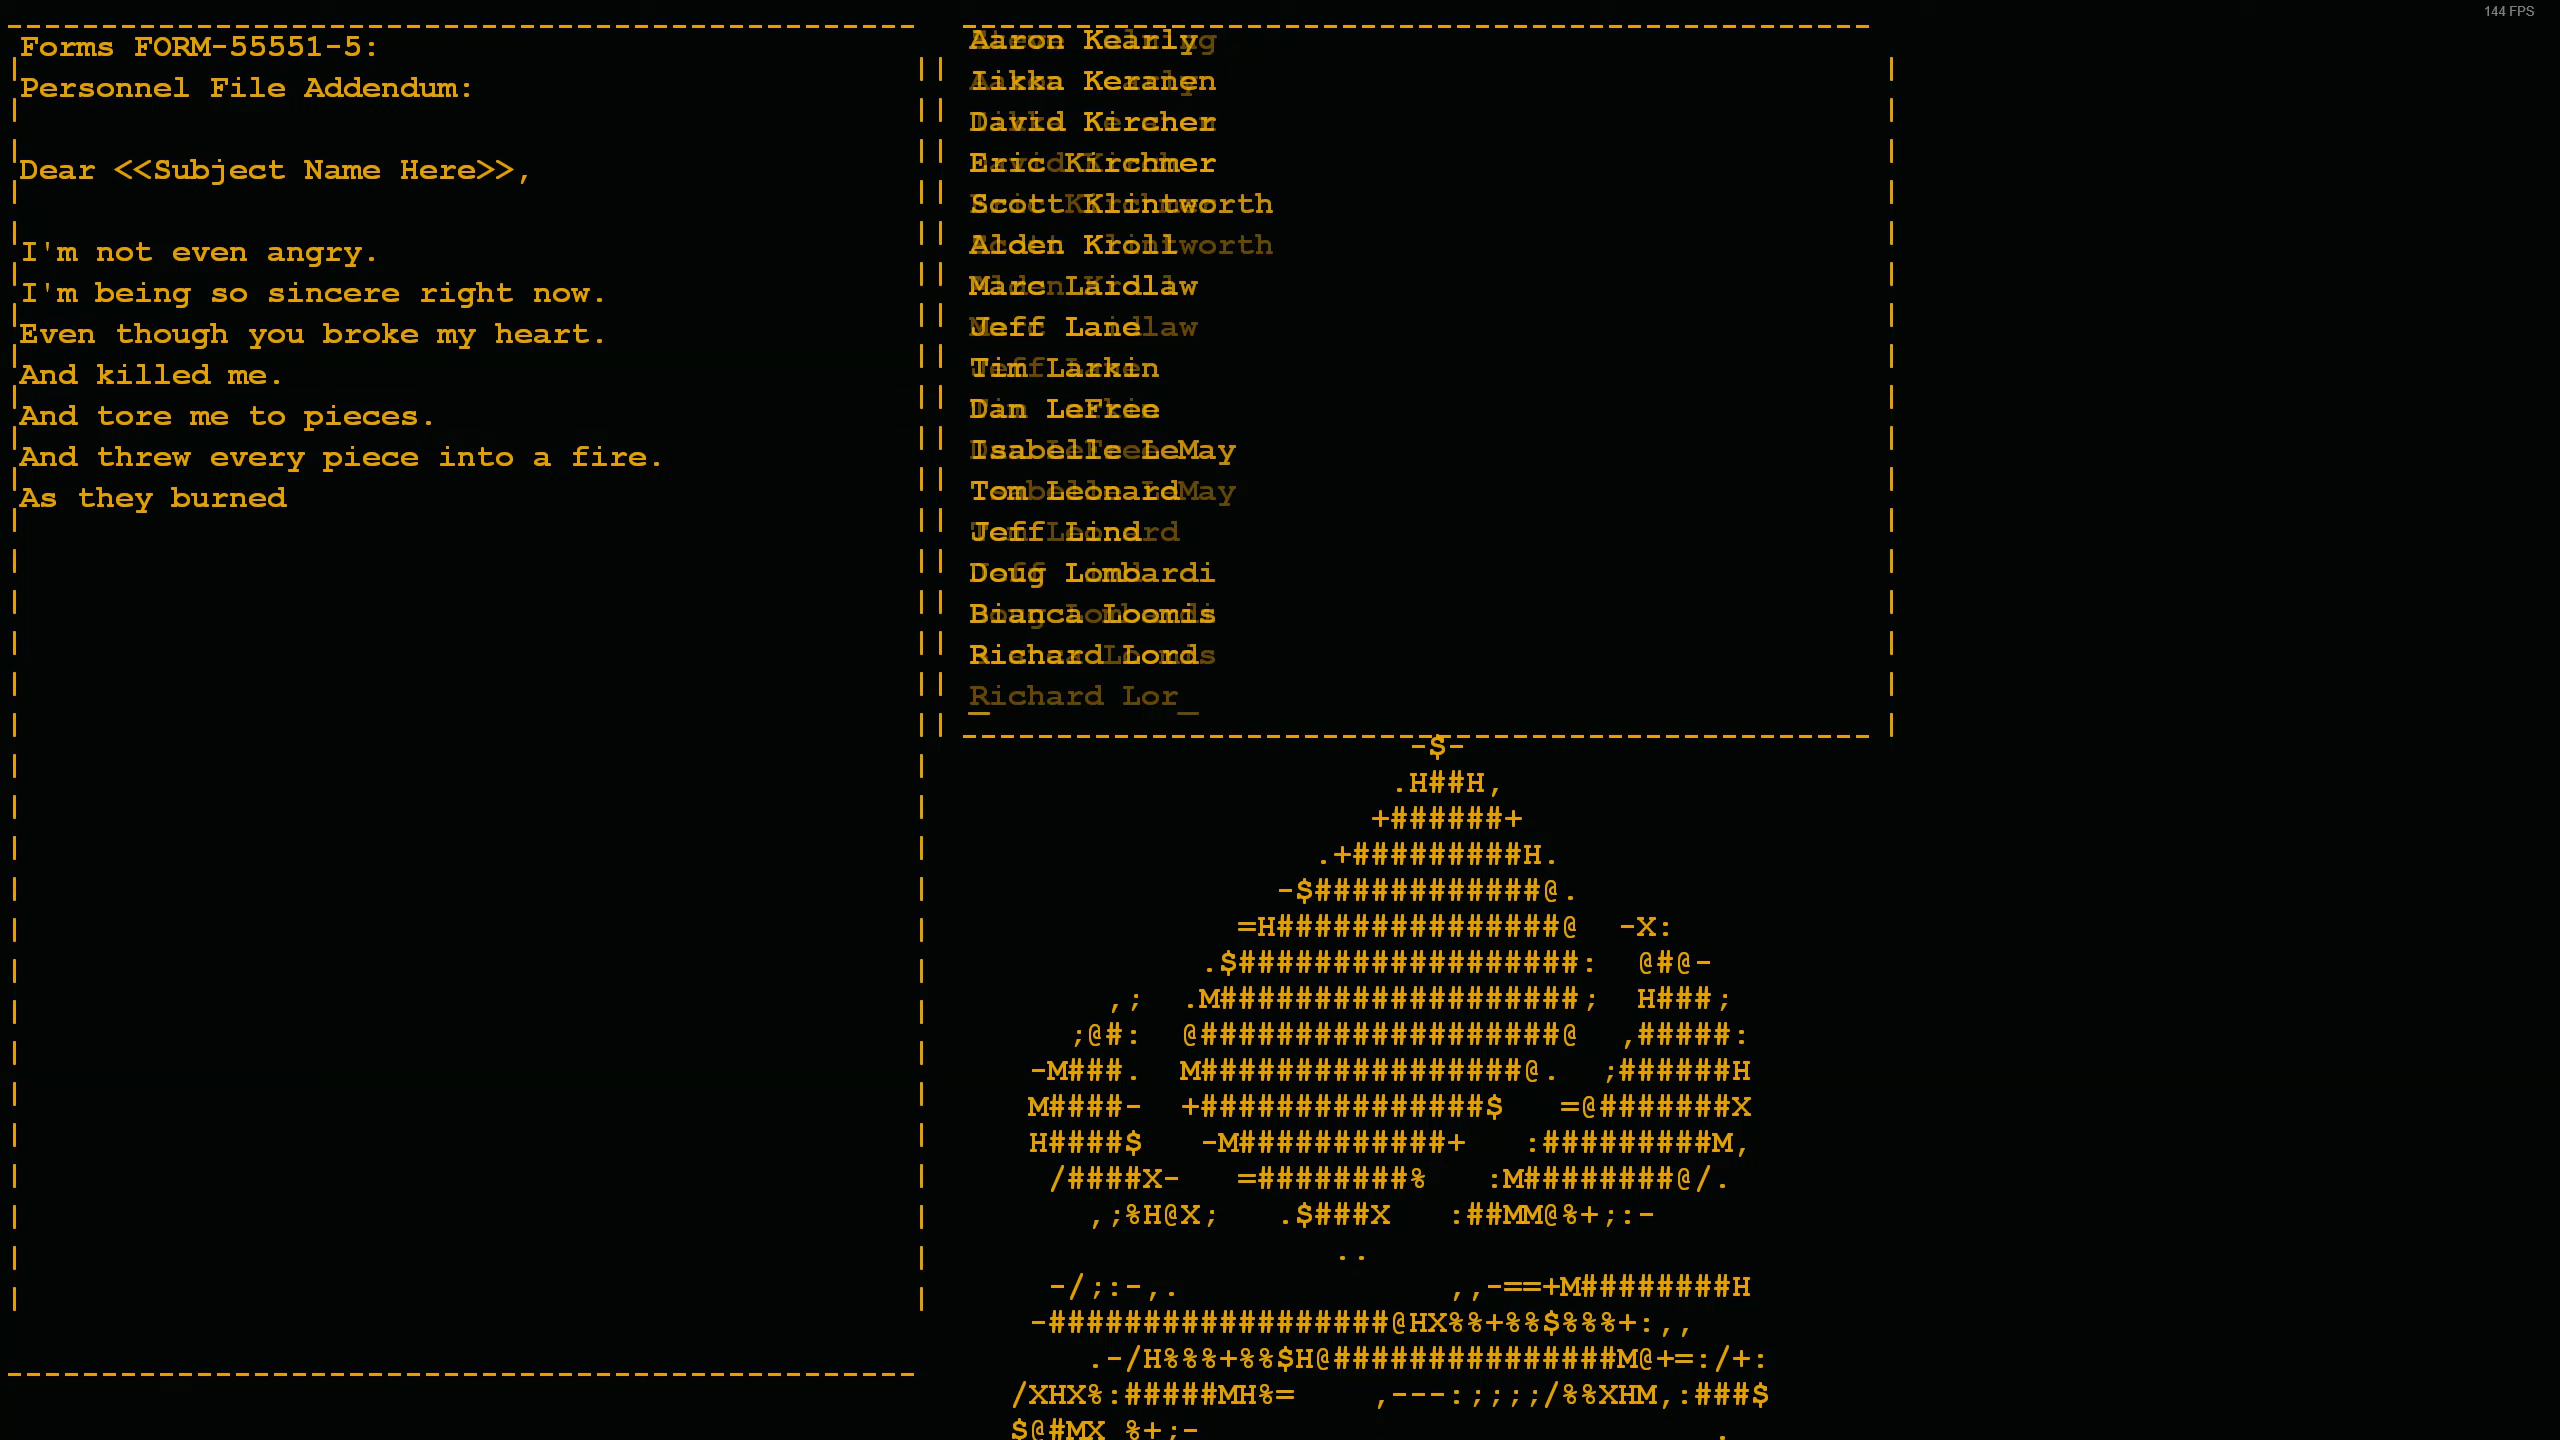 144 FPS
Forms FORM-55551-5:
Personnel File Addendum:
Dear <<Subject Name Here>>,
I'm not even angry.
I'm being so sincere right now.
Even though you broke my heart.
And killed me.
And tore me to pieces.
And threw every piece into a fire.
As they burned
Aaron Kearly
Iikka Keranen
David Kircher
Eric Kirchmer
Scott Klintworth
Alden Kroll
Marc Laidlaw
Jeff Lane
Tim Larkin
Dan LeFree
Isabelle LeMay
Tom Leonard
Jeff Lind
Doug Lombardi
Bianca Loomis
Richard Lord
Richard Lor_